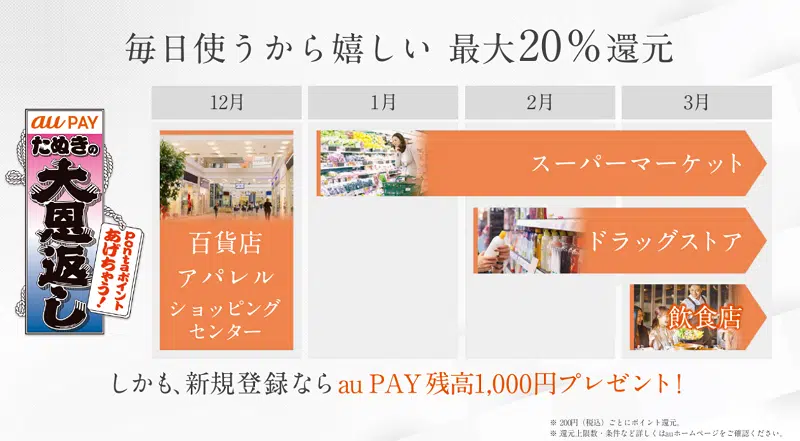 毎日使うから嬉しい 最大20%還元
12月
1月
2月
3月
au PAY
たぬきの
大恩返し
Pontaポイント
あげちゃう!
百貨店
アパレル
ショッピング
センター
スーパーマーケット
ドラッグストア
飲食店
しかも、新規登録なら au PAY 残高1,000円プレゼント!
※ 200円(税込)ごとにポイント還元。
※ 還元上限数・条件など詳しくはauホームページをご確認ください。